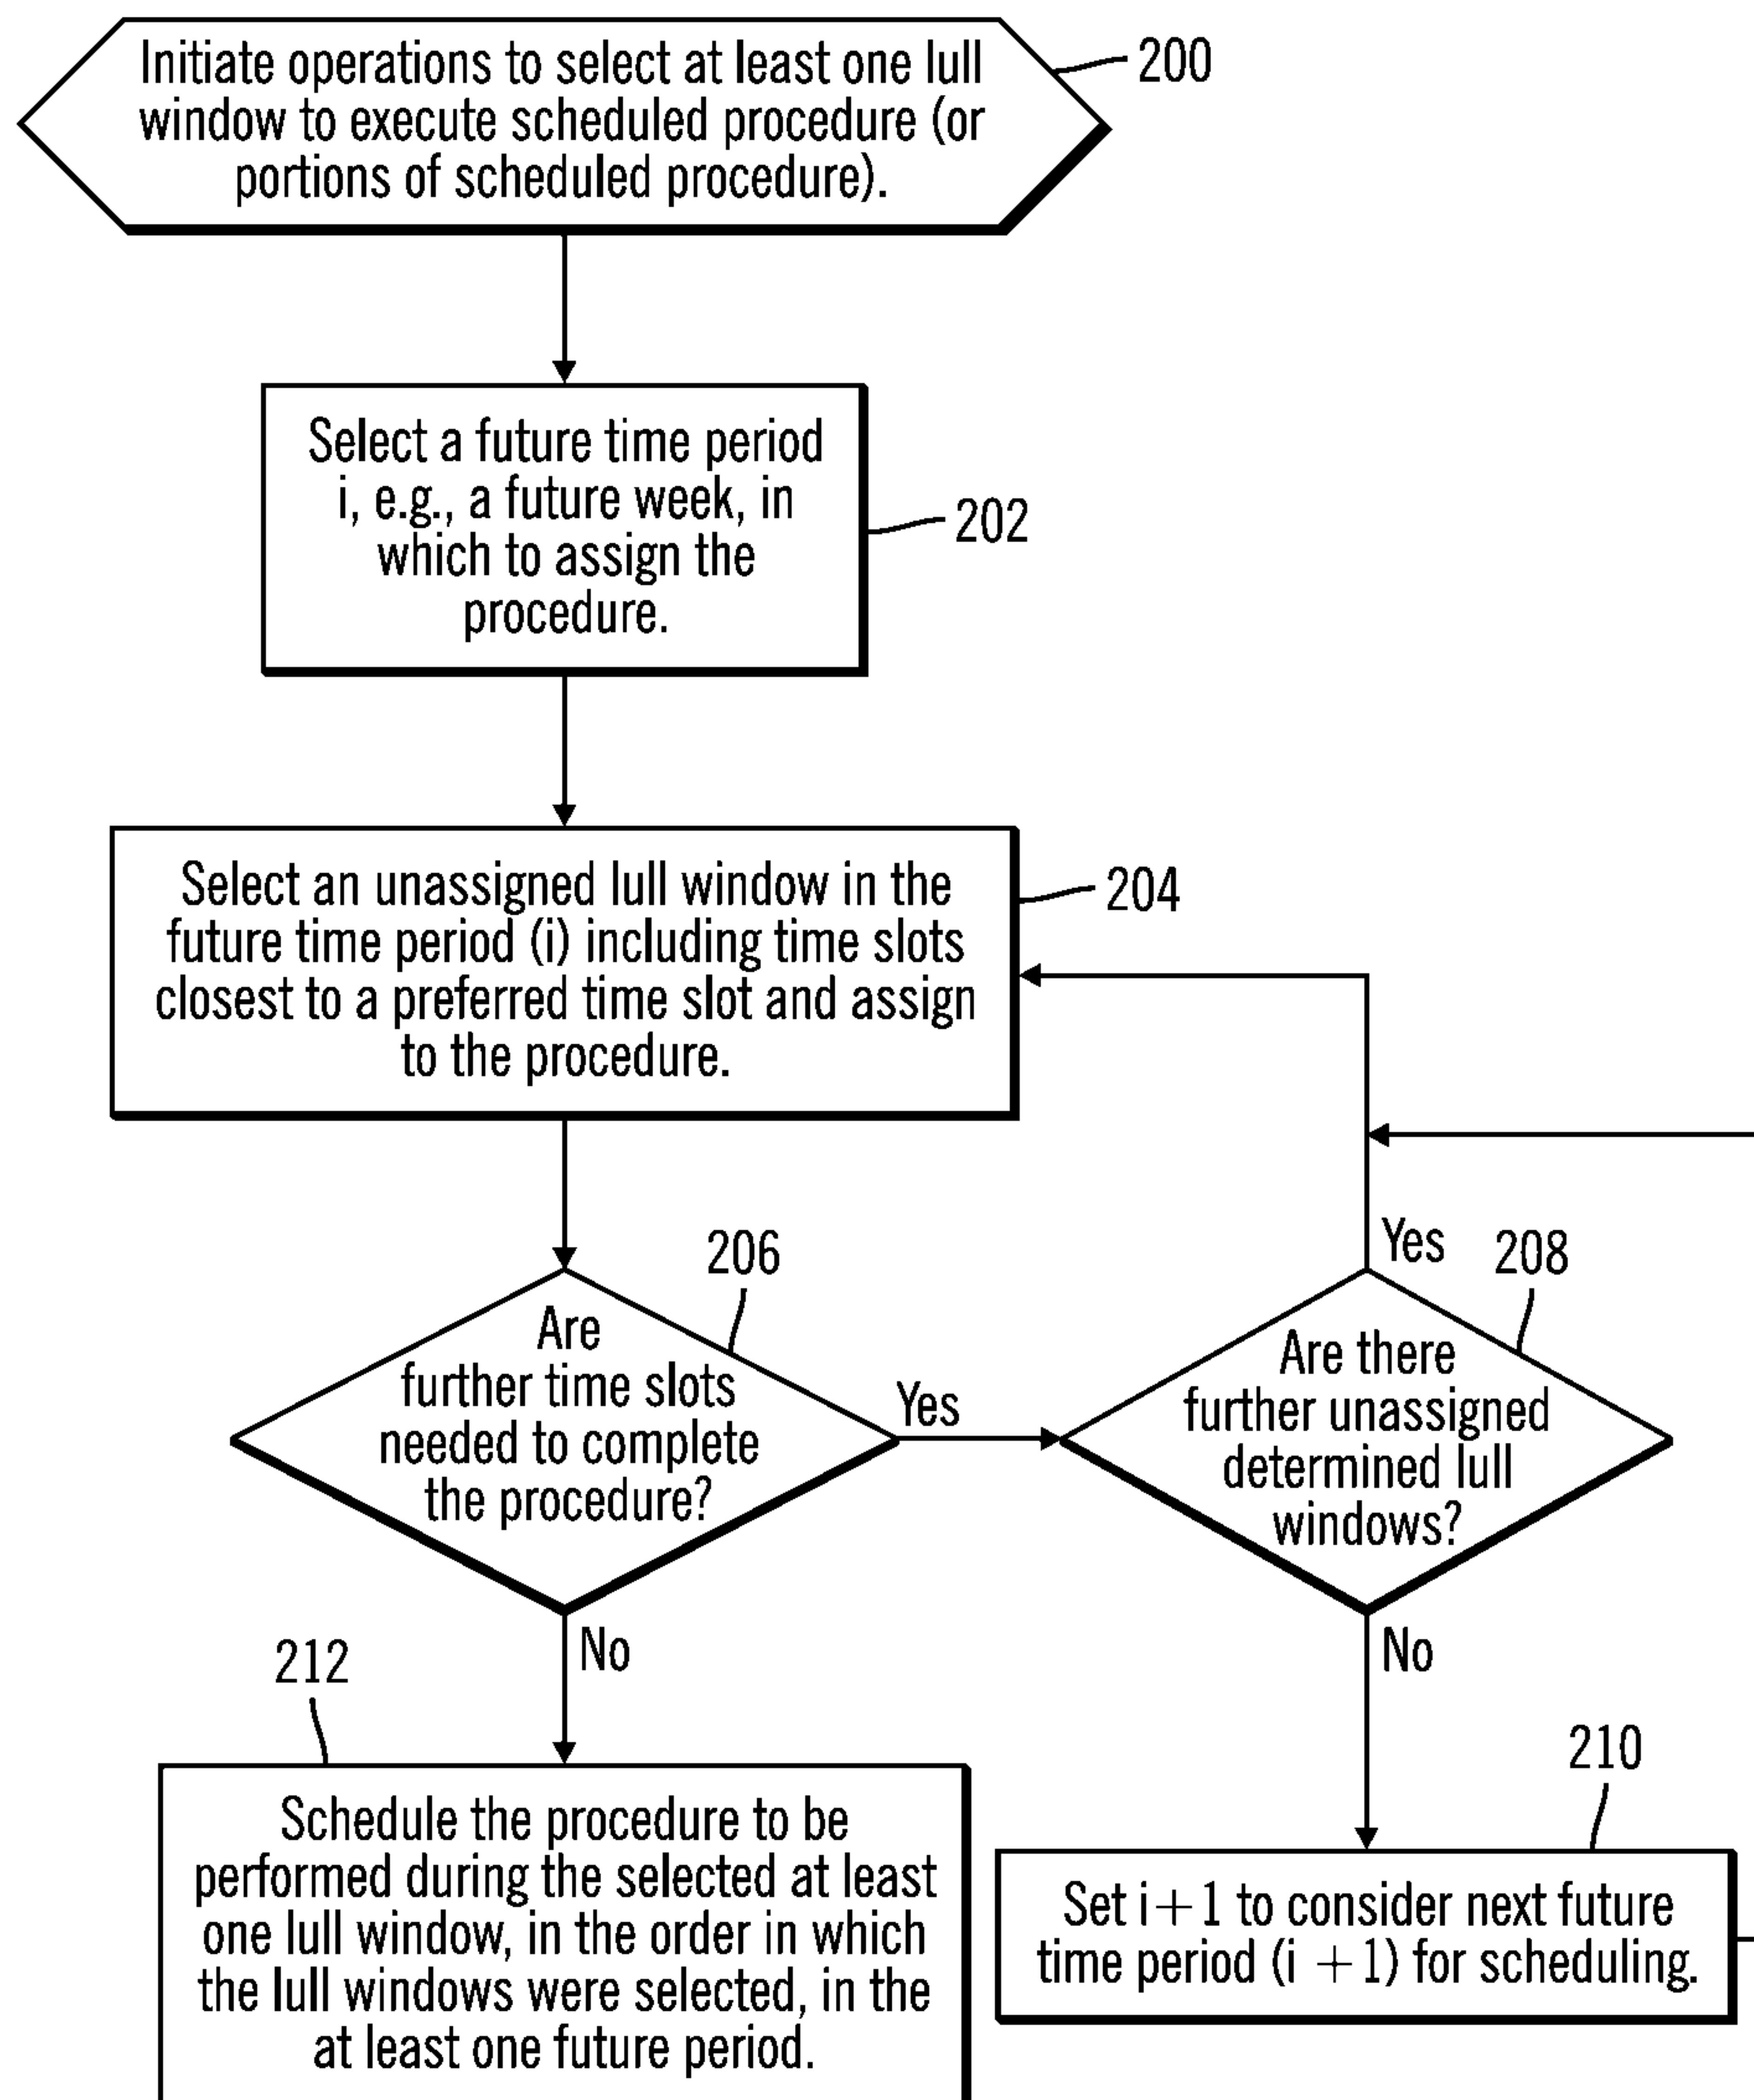 Initiate operations to select at least one lull
window to execute scheduled procedure (or
portions of scheduled procedure).
200
Select a future time period
i, e.g., a future week, in
which to assign the
procedure.
202
Select an unassigned lull window in the
future time period (i) including time slots
closest to a preferred time slot and assign
to the procedure.
204
206
Are
further time slots
needed to complete
the procedure?
Yes
No
208
Yes
Are there
further unassigned
determined lull
windows?
No
212
Schedule the procedure to be
performed during the selected at least
one lull window, in the order in which
the lull windows were selected, in the
at least one future period.
210
Set i+1 to consider next future
time period (i +1) for scheduling.